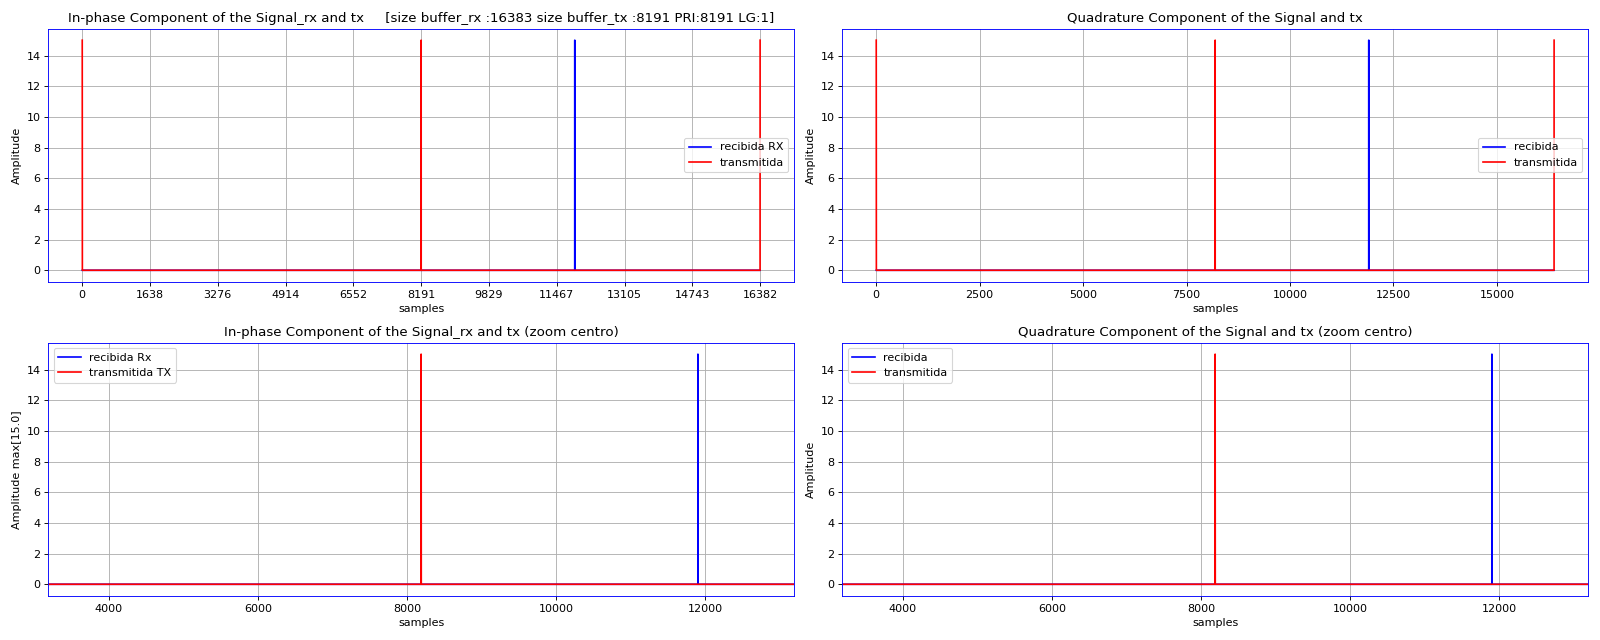 In-phase Component of the Signal_rx and tx     [size buffer_rx :16383 size buffer_tx :8191 PRI:8191 LG:1]
Amplitude
14
12
10
8
6
4
2
0
recibida RX
transmitida
0 1638 3276 4914 6552 8191 9829 11467 13105 14743 16382
samples
Quadrature Component of the Signal and tx
Amplitude
14
12
10
8
6
4
2
0
recibida
transmitida
0 2500 5000 7500 10000 12500 15000
samples
In-phase Component of the Signal_rx and tx (zoom centro)
Amplitude max[15.0]
14
12
10
8
6
4
2
0
recibida Rx
transmitida TX
4000 6000 8000 10000 12000
samples
Quadrature Component of the Signal and tx (zoom centro)
Amplitude
14
12
10
8
6
4
2
0
recibida
transmitida
4000 6000 8000 10000 12000
samples